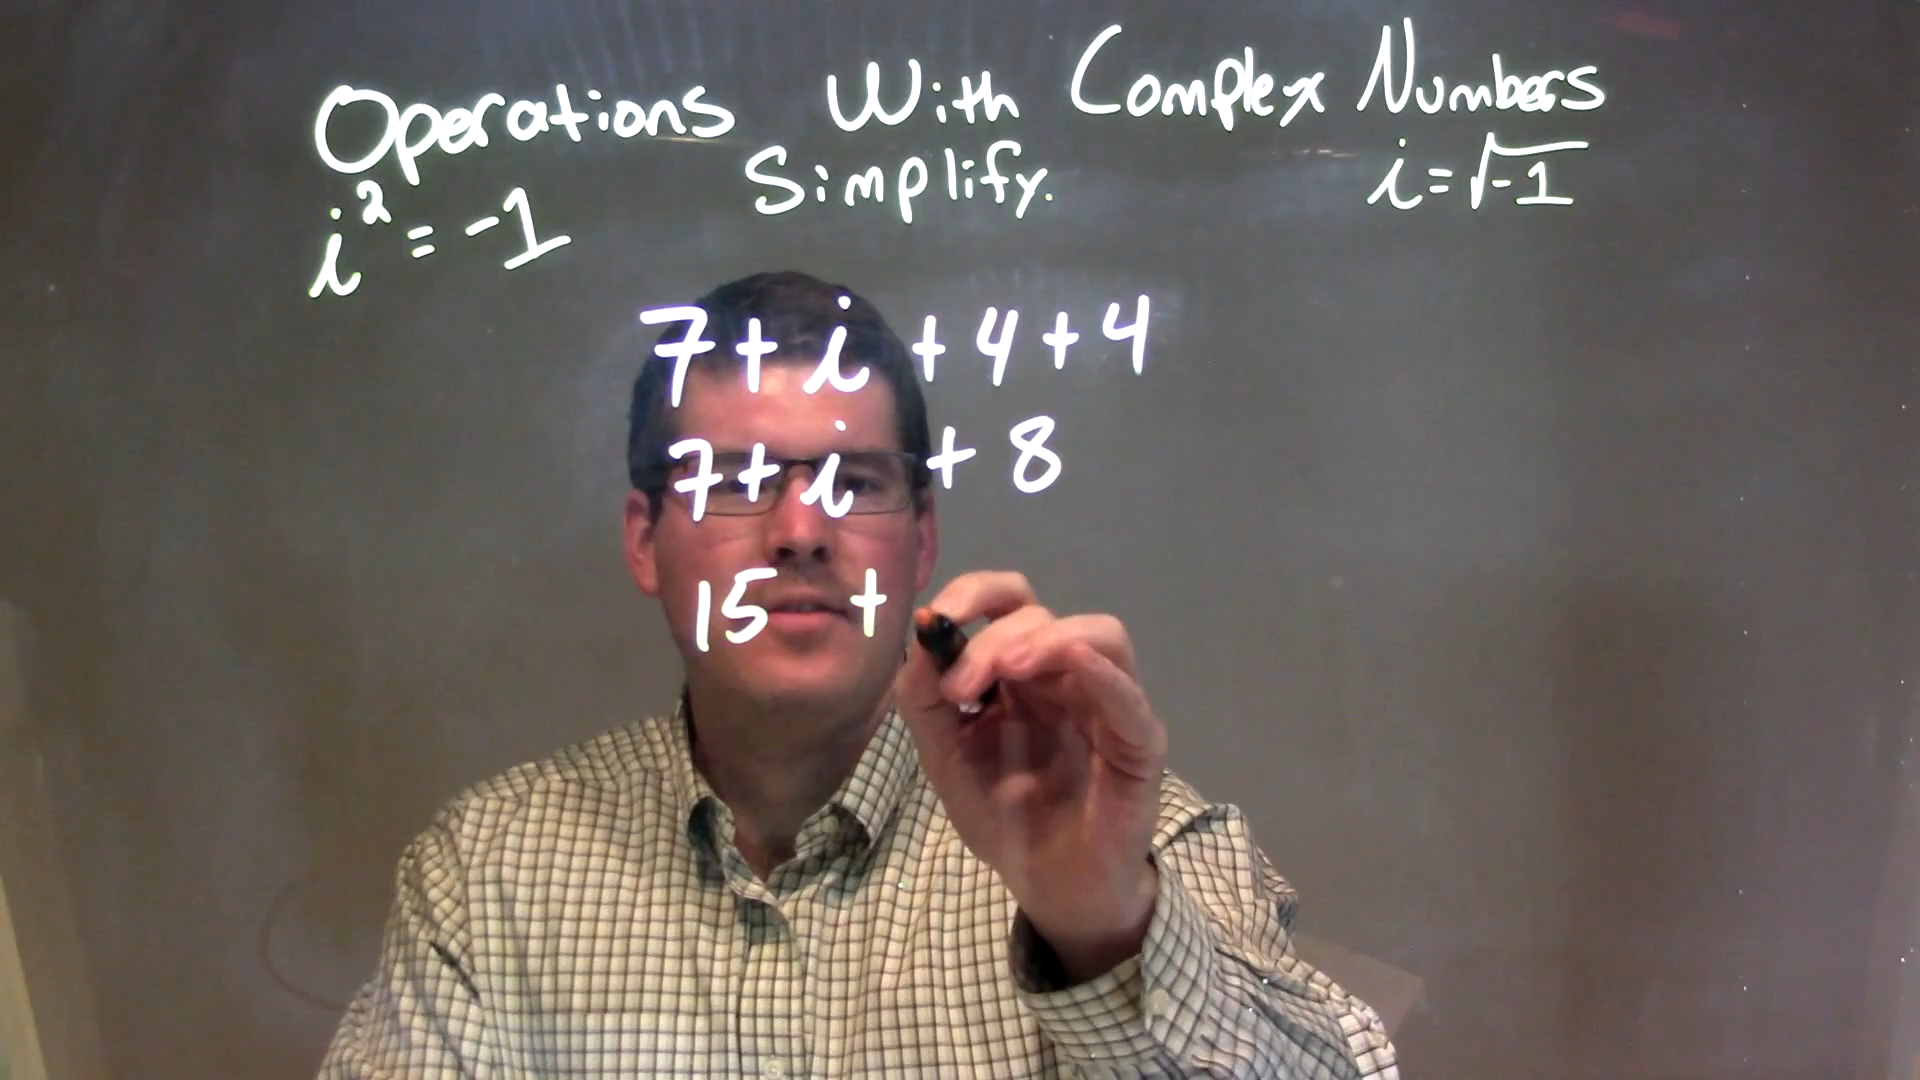 Operations With Complex Numbers
Simplify.
i² = -1
i = √-1
7 + i + 4 + 4
7 + i + 8
15 +